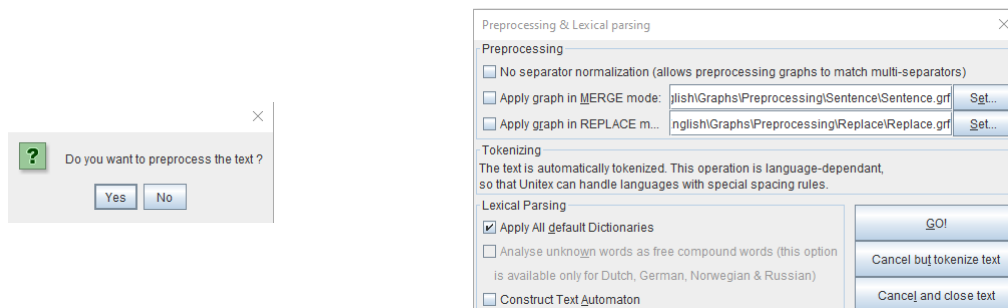 Do you want to preprocess the text ?
Yes
No
Preprocessing & Lexical parsing
Preprocessing
No separator normalization (allows preprocessing graphs to match multi-separators)
Apply graph in MERGE mode: glish\Graphs\Preprocessing\Sentence\Sentence.grf Set...
Apply graph in REPLACE m... nglish\Graphs\Preprocessing\Replace\Replace.grf Set...
Tokenizing
The text is automatically tokenized. This operation is language-dependant,
so that Unitex can handle languages with special spacing rules.
Lexical Parsing
Apply All default Dictionaries
Analyse unknown words as free compound words (this option
is available only for Dutch, German, Norwegian & Russian)
Construct Text Automaton
GO!
Cancel but tokenize text
Cancel and close text